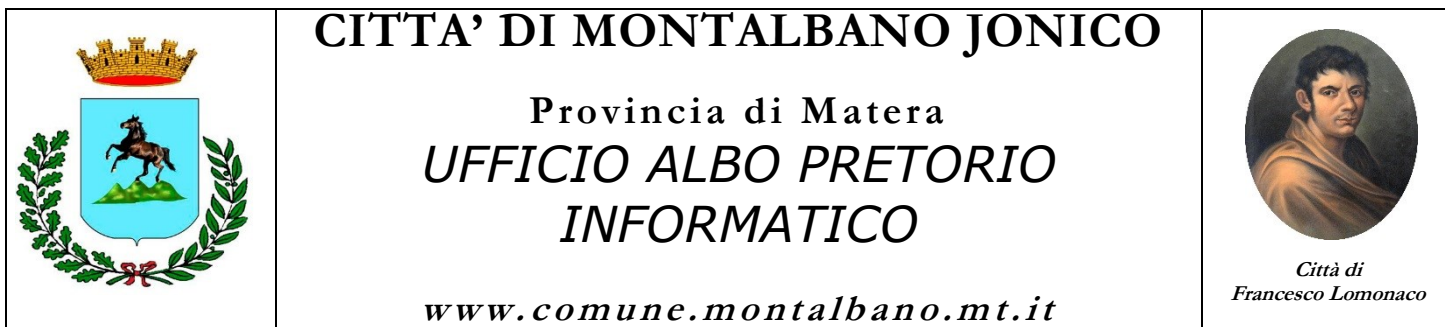 CITTA’ DI MONTALBANO JONICO
Provincia di Matera
UFFICIO ALBO PRETORIO
INFORMATICO
www.comune.montalbano.mt.it
Città di
Francesco Lomonaco